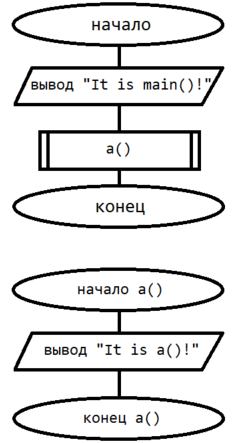 начало
вывод "It is main()!"
a()
конец
начало a()
вывод "It is a()!"
конец a()